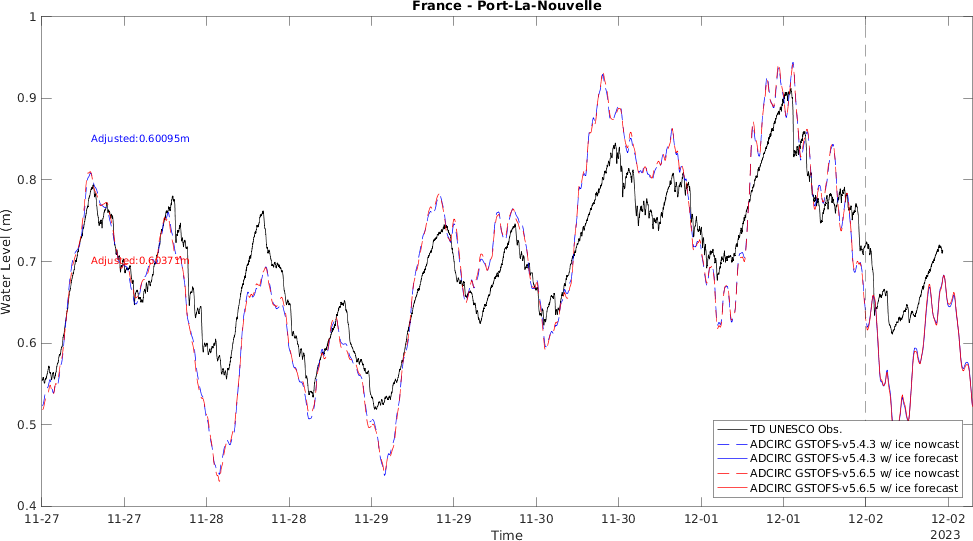 France - Port-La-Nouvelle
1
0.9
0.8
0.7
0.6
0.5
0.4
Water Level (m)
Adjusted:0.60095m
Adjusted:0.60371m
TD UNESCO Obs.
ADCIRC GSTOFS-v5.4.3 w/ ice nowcast
ADCIRC GSTOFS-v5.4.3 w/ ice forecast
ADCIRC GSTOFS-v5.6.5 w/ ice nowcast
ADCIRC GSTOFS-v5.6.5 w/ ice forecast
11-27 11-27 11-28 11-28 11-29 11-29 11-30 11-30 12-01 12-01 12-02 12-02
2023
Time